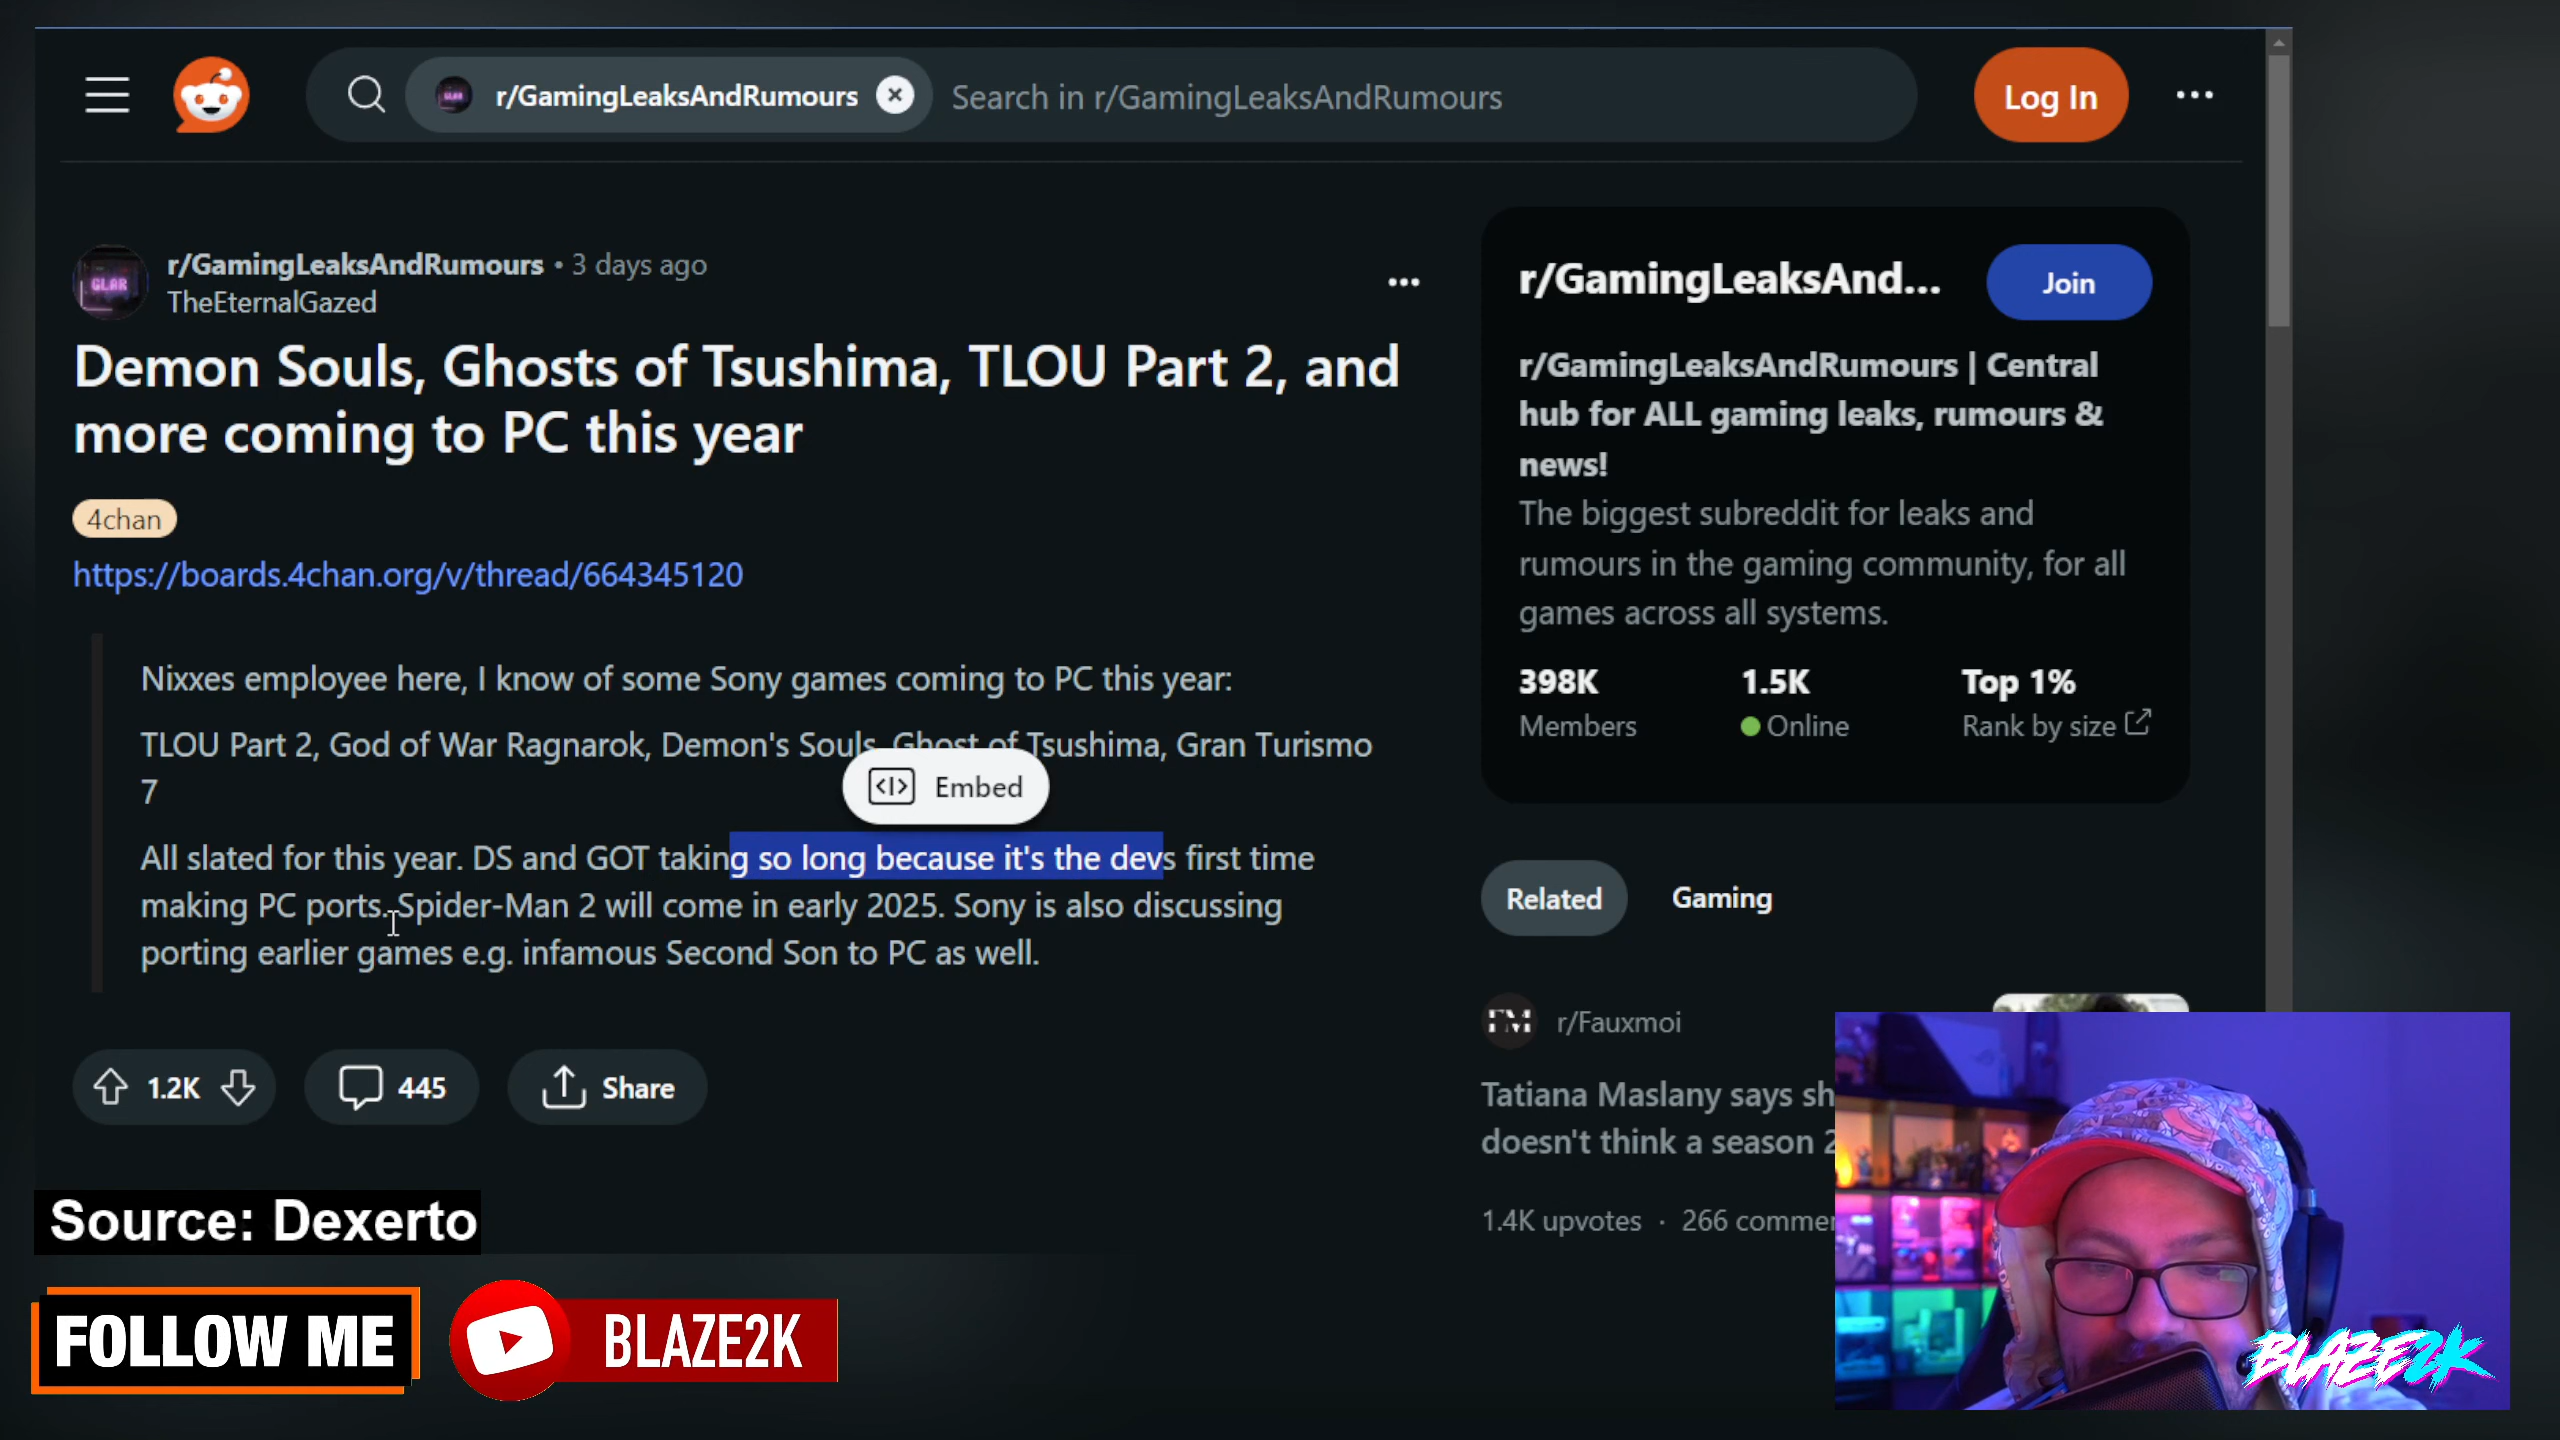 r/GamingLeaksAndRumours
Search in r/GamingLeaksAndRumours
Log In
GLAR
r/GamingLeaksAndRumours • 3 days ago
TheEternalGazed
Demon Souls, Ghosts of Tsushima, TLOU Part 2, and
more coming to PC this year
4chan
https://boards.4chan.org/v/thread/664345120
Nixxes employee here, I know of some Sony games coming to PC this year:
TLOU Part 2, God of War Ragnarok, Demon's Souls, Ghost of Tsushima, Gran Turismo
7
Embed
All slated for this year. DS and GOT taking so long because it's the devs first time
making PC ports. Spider-Man 2 will come in early 2025. Sony is also discussing
porting earlier games e.g. infamous Second Son to PC as well.
1.2K
445
Share
r/GamingLeaksAnd...
Join
r/GamingLeaksAndRumours | Central
hub for ALL gaming leaks, rumours &
news!
The biggest subreddit for leaks and
rumours in the gaming community, for all
games across all systems.
398K
1.5K
Top 1%
Members
Online
Rank by size
Related
Gaming
FM
r/Fauxmoi
Tatiana Maslany says sh
doesn't think a season 2
1.4K upvotes · 266 comme
Source: Dexerto
FOLLOW ME
BLAZE2K
BLAZE2K